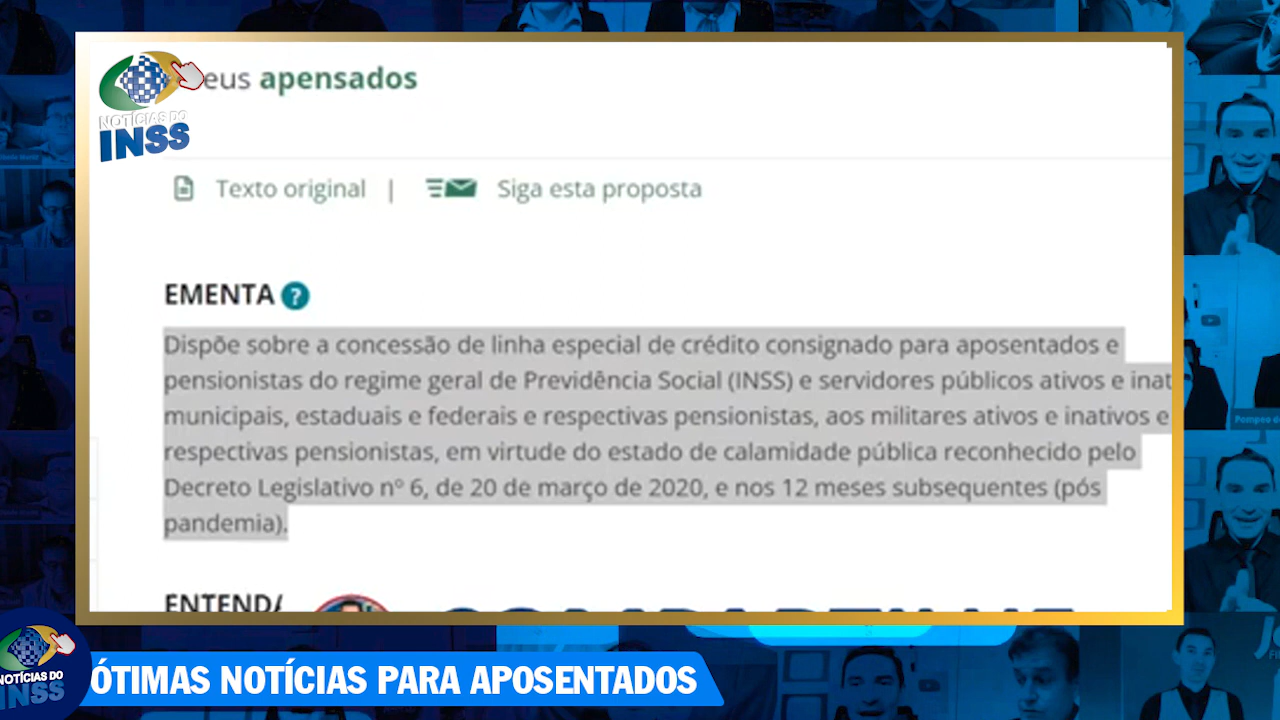 eus apensados
NOTÍCIAS DO
INSS
Texto original | Siga esta proposta
EMENTA ?
Dispõe sobre a concessão de linha especial de crédito consignado para aposentados e
pensionistas do regime geral de Previdência Social (INSS) e servidores públicos ativos e inat
municipais, estaduais e federais e respectivas pensionistas, aos militares ativos e inativos e
respectivas pensionistas, em virtude do estado de calamidade pública reconhecido pelo
Decreto Legislativo nº 6, de 20 de março de 2020, e nos 12 meses subsequentes (pós
pandemia).
ÓTIMAS NOTÍCIAS PARA APOSENTADOS
NOTÍCIAS DO
INSS